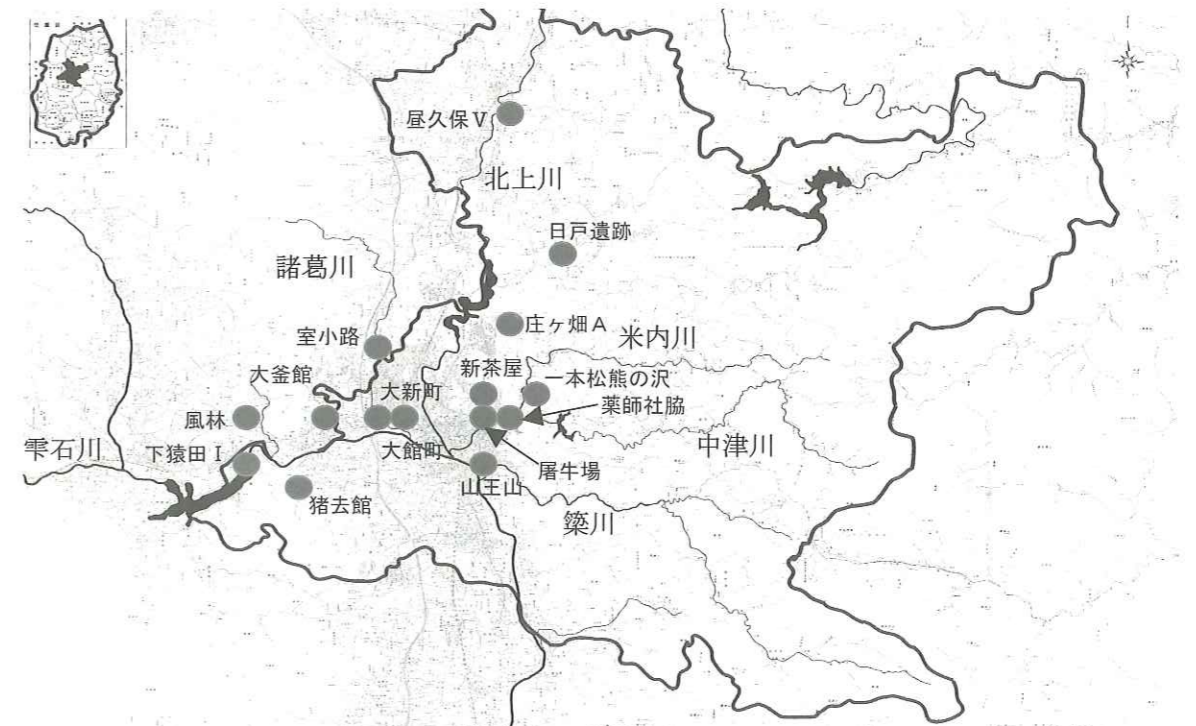 昼久保Ⅴ
北上川
日戸遺跡
諸葛川
庄ヶ畑A
室小路
米内川
大釜館
新茶屋
一本松熊の沢
大新町
薬師社脇
風林
雫石川
大館町
中津川
下猿田Ⅰ
屠牛場
山王山
猪去館
簗川